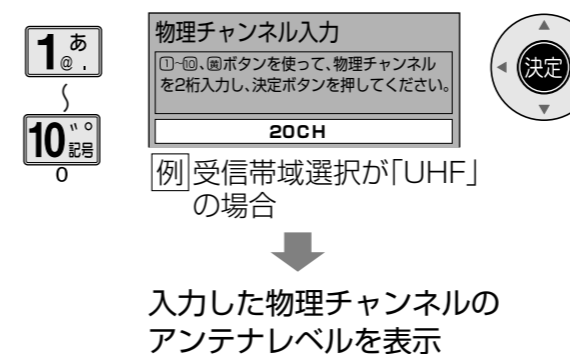 1 あ
@ .
〜
10 ゛゜
記号
0
物理チャンネル入力
1~10、黄ボタンを使って、物理チャンネル
を2桁入力し、決定ボタンを押してください。
20CH
決定
例 受信帯域選択が「UHF」
の場合
入力した物理チャンネルの
アンテナレベルを表示